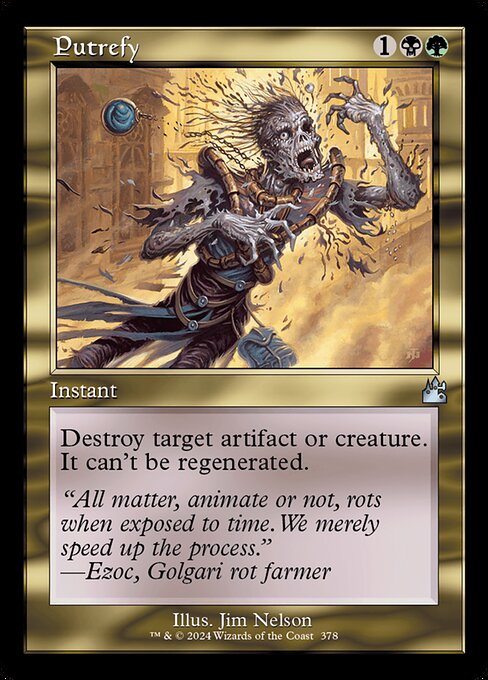 Putrefy 1
Instant
Destroy target artifact or creature.
It can't be regenerated.
“All matter, animate or not, rots
when exposed to time. We merely
speed up the process.”
—Ezoc, Golgari rot farmer
Illus. Jim Nelson
™ & © 2024 Wizards of the Coast 378